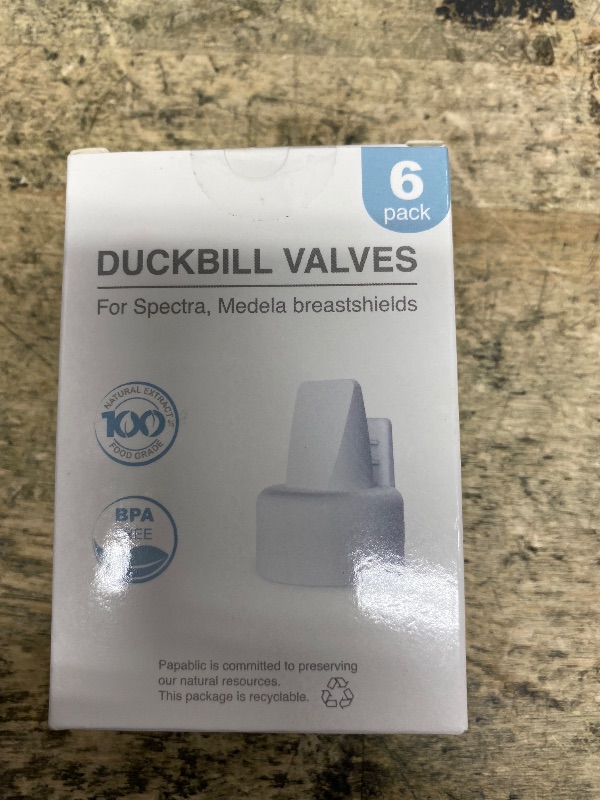 6
pack
DUCKBILL VALVES
For Spectra, Medela breastshields
NATURAL EXTRACTS
100
FOOD GRADE
BPA
Papablic is committed to preserving
our natural resources.
This package is recyclable.